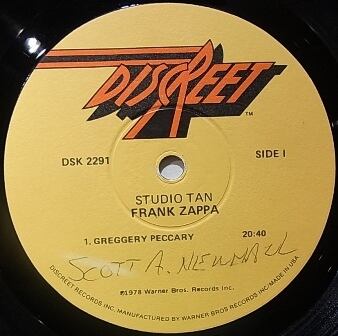 DISCREET
TM
DSK 2291
SIDE 1
STUDIO TAN
FRANK ZAPPA
1. GREGGERY PECCARY 20:40
SCOTT A.
℗1978 Warner Bros. Records Inc.
DISCREET RECORDS INC. MANUFACTURED BY WARNER BROS. RECORDS INC. MADE IN USA